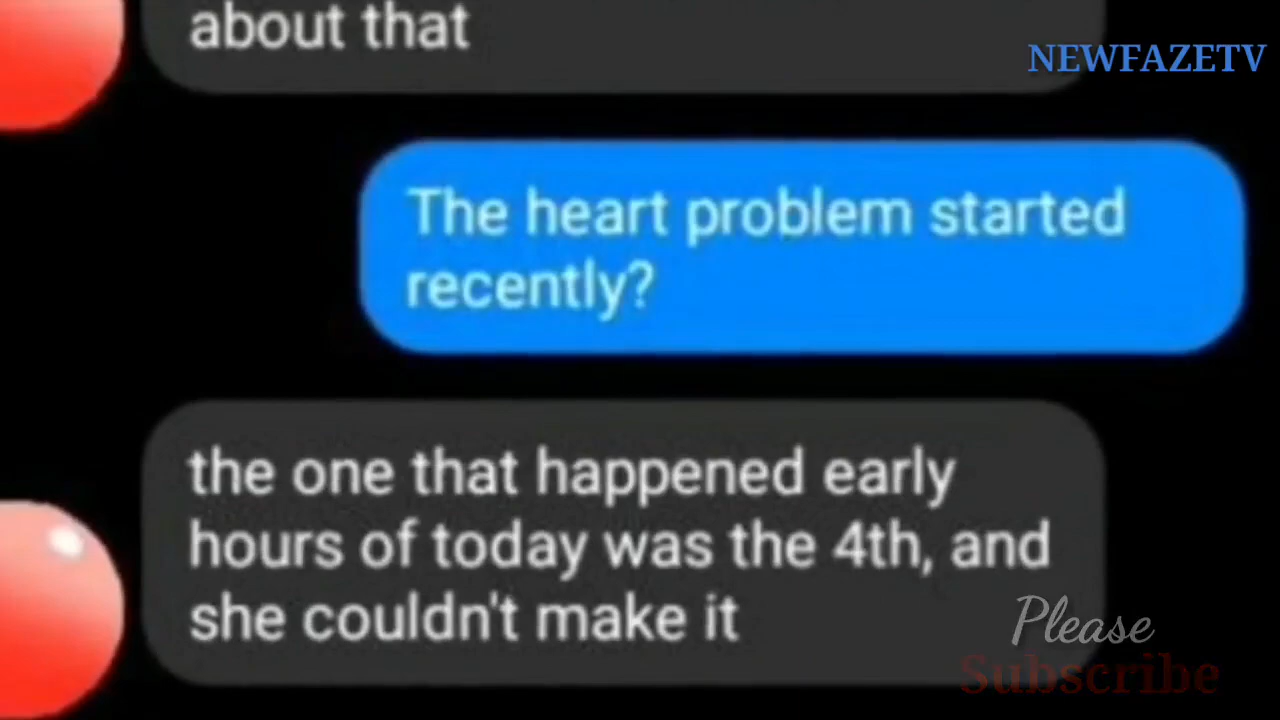 about that
NEWFAZETV
The heart problem started
recently?
the one that happened early
hours of today was the 4th, and
she couldn't make it
Please
Subscribe